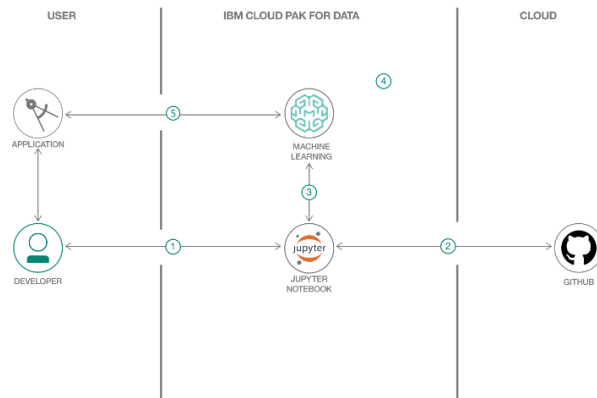 USER
IBM CLOUD PAK FOR DATA
CLOUD
4
5
APPLICATION
MACHINE
LEARNING
3
1
jupyter
2
DEVELOPER
JUPYTER
NOTEBOOK
GITHUB